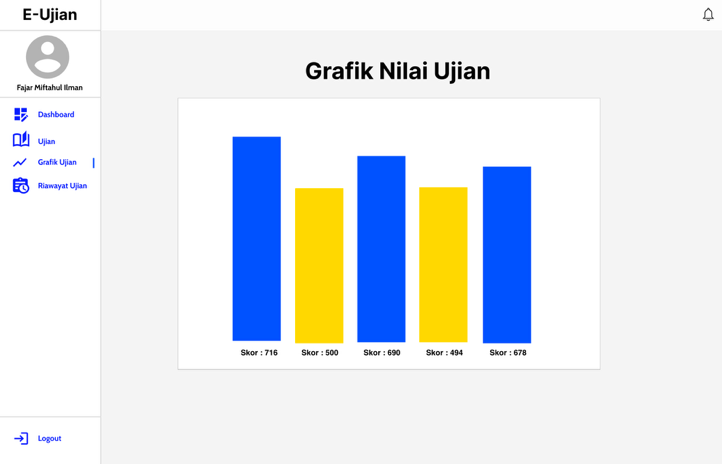 E-Ujian
Fajar Miftahul Ilman
Dashboard
Ujian
Grafik Ujian
Riawayat Ujian
Logout
Grafik Nilai Ujian
Skor : 716
Skor : 500
Skor : 690
Skor : 494
Skor : 678